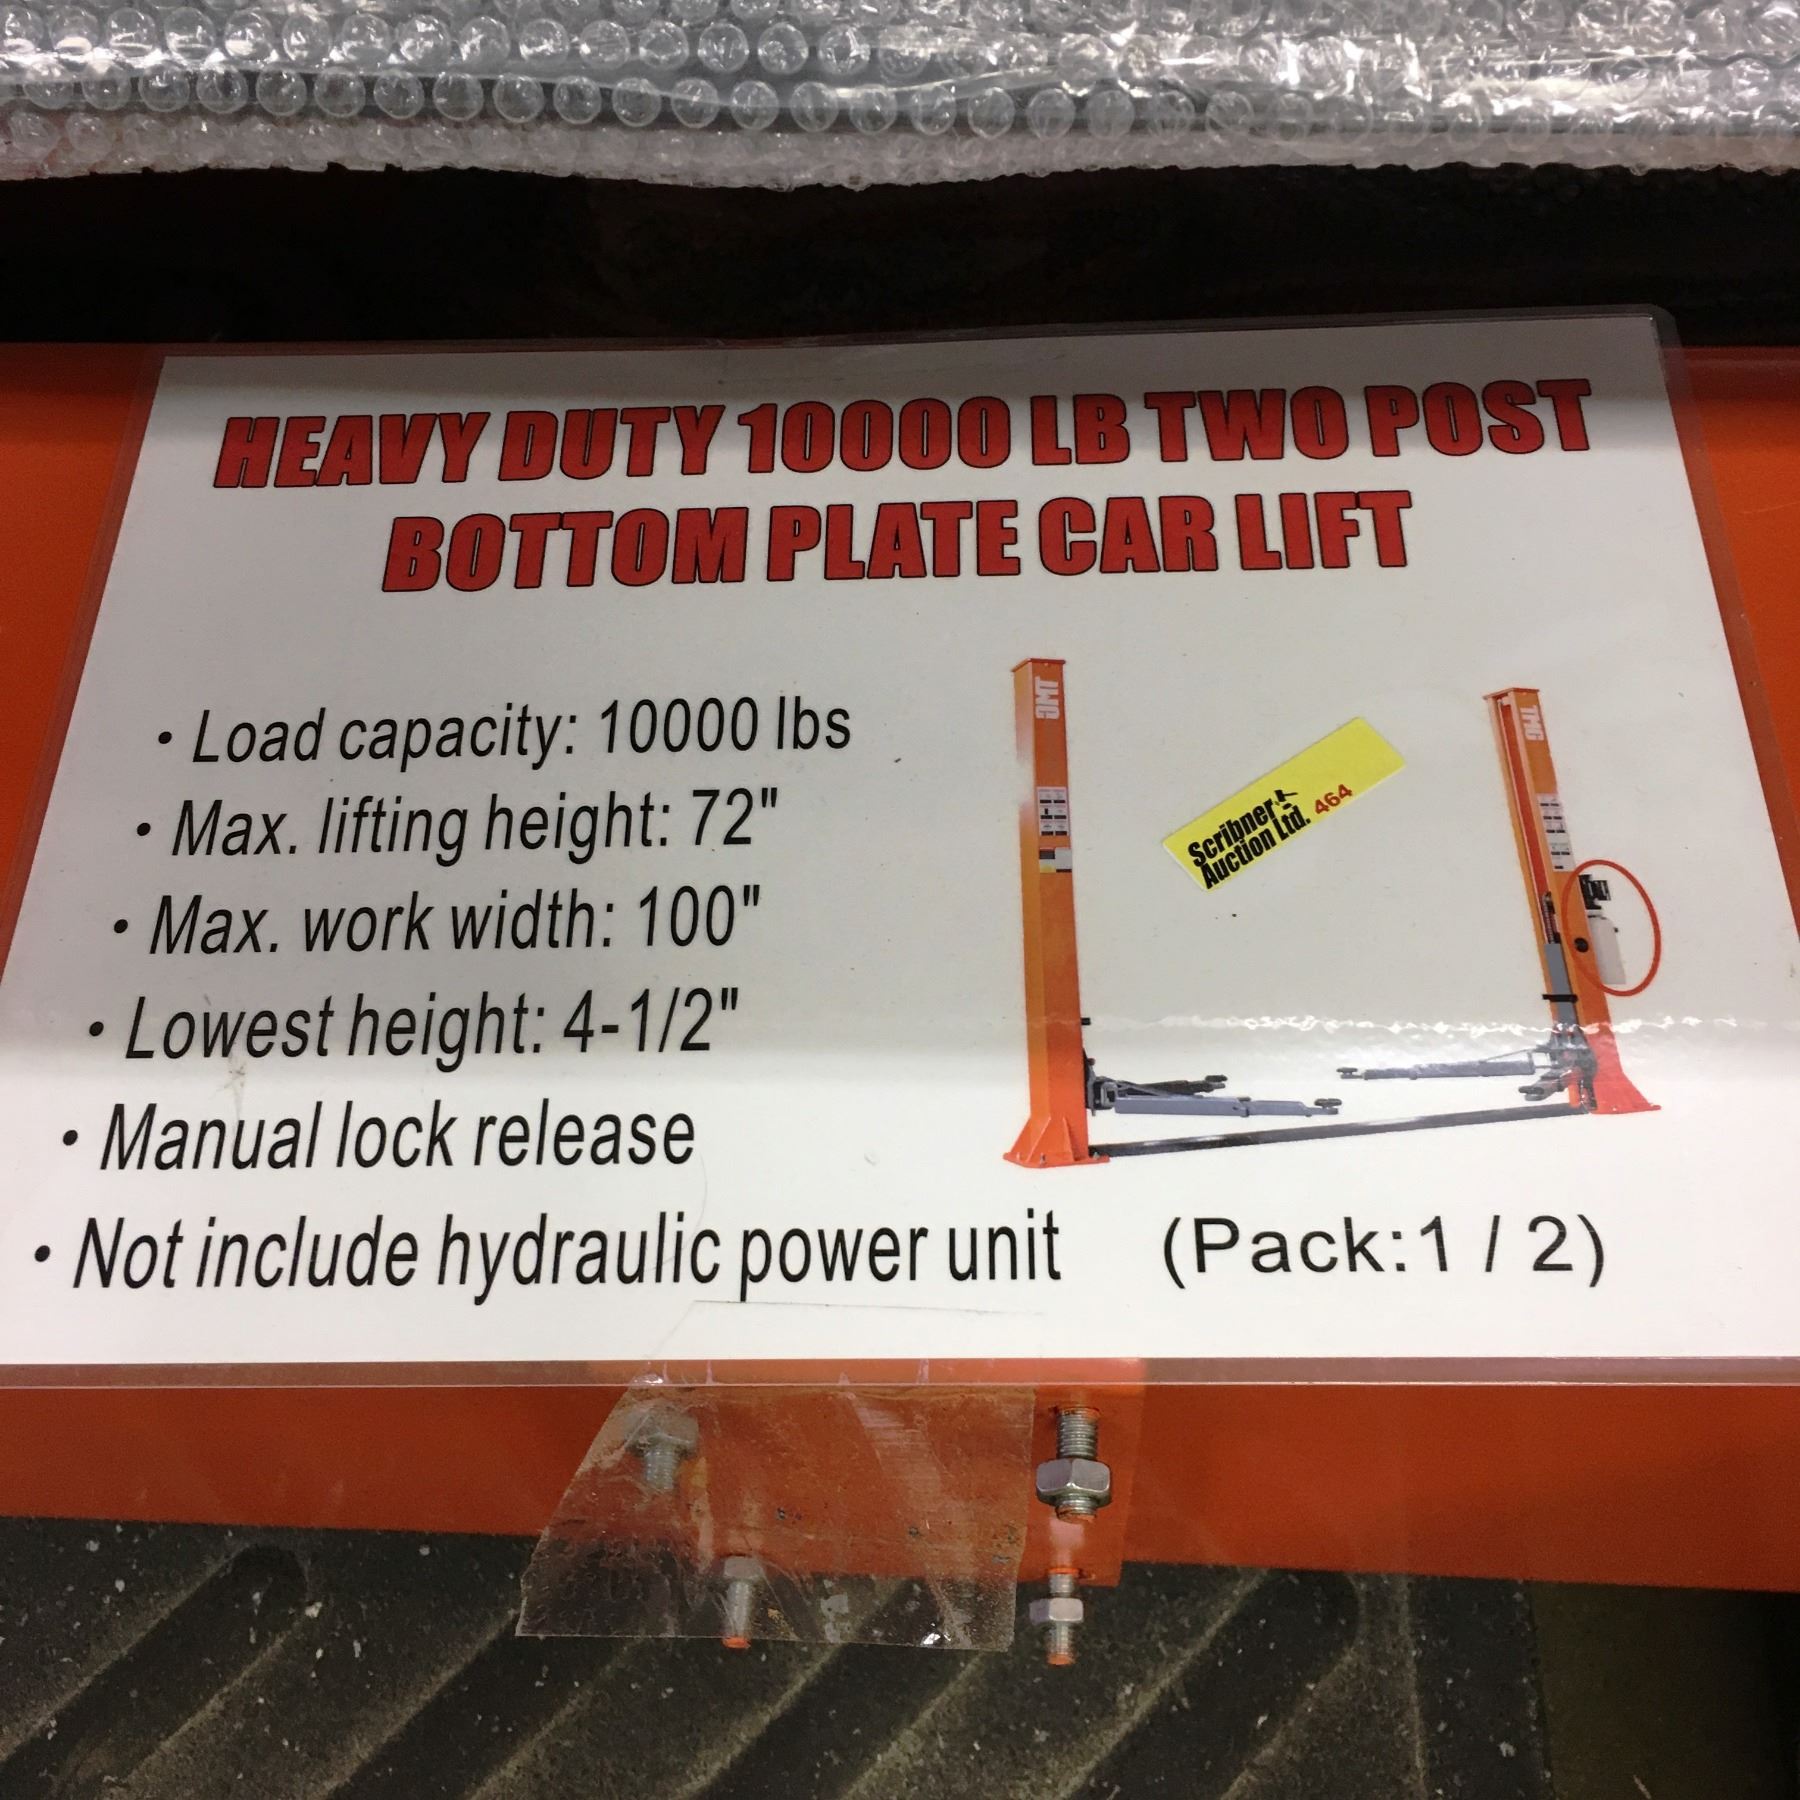 HEAVY DUTY 10000 LB TWO POST
BOTTOM PLATE CAR LIFT
• Load capacity: 10000 lbs
• Max. lifting height: 72"
• Max. work width: 100"
• Lowest height: 4-1/2"
• Manual lock release
• Not include hydraulic power unit (Pack:1 / 2)
TMG
TMG
Scribner
Auction Ltd. 464